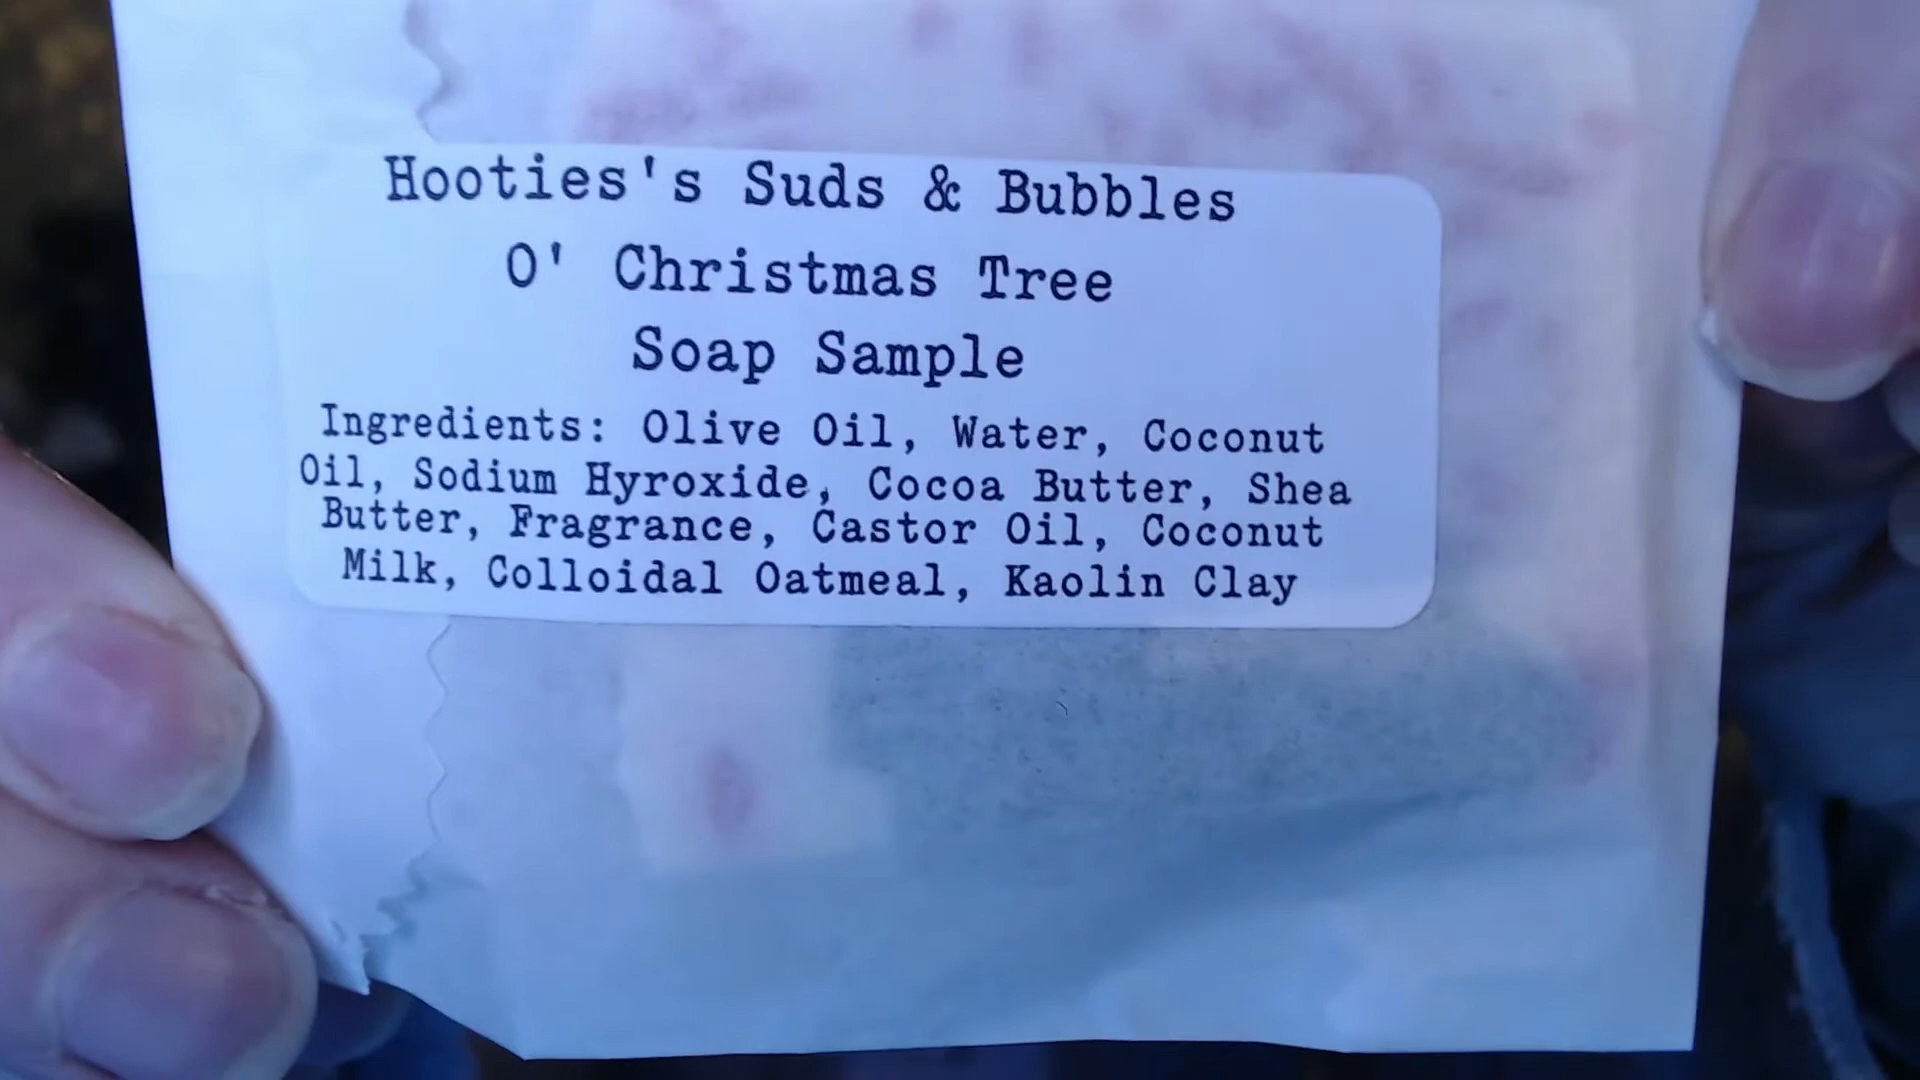 Hooties's Suds & Bubbles
O' Christmas Tree
Soap Sample
Ingredients: Olive Oil, Water, Coconut
Oil, Sodium Hyroxide, Cocoa Butter, Shea
Butter, Fragrance, Castor Oil, Coconut
Milk, Colloidal Oatmeal, Kaolin Clay